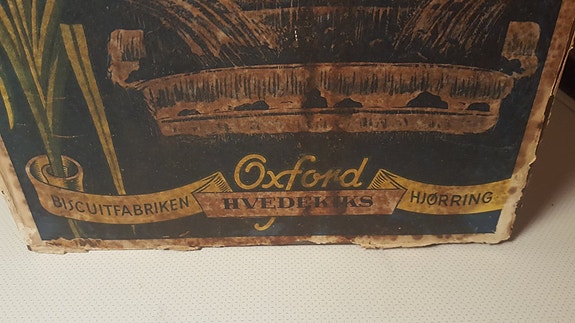 Oxford
BISCUITFABRIKEN HVEDEKIKS HJØRRING